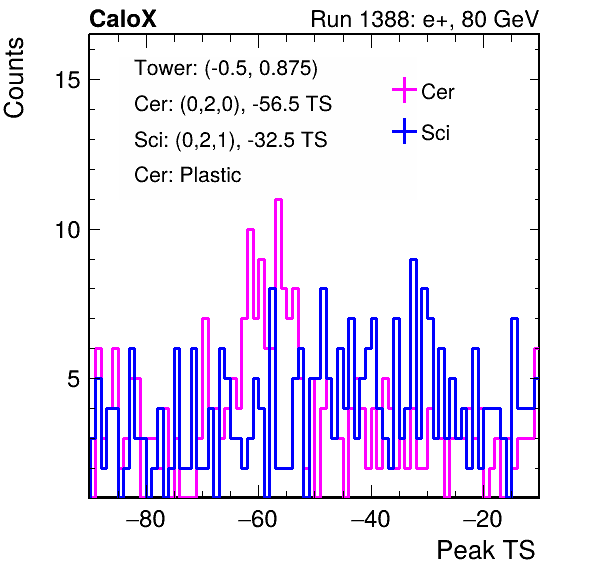 CaloX Run 1388: e+, 80 GeV
Counts
Tower: (-0.5, 0.875)
Cer: (0,2,0), -56.5 TS
Sci: (0,2,1), -32.5 TS
Cer: Plastic
Cer
Sci
15
10
5
−80 −60 −40 −20
Peak TS